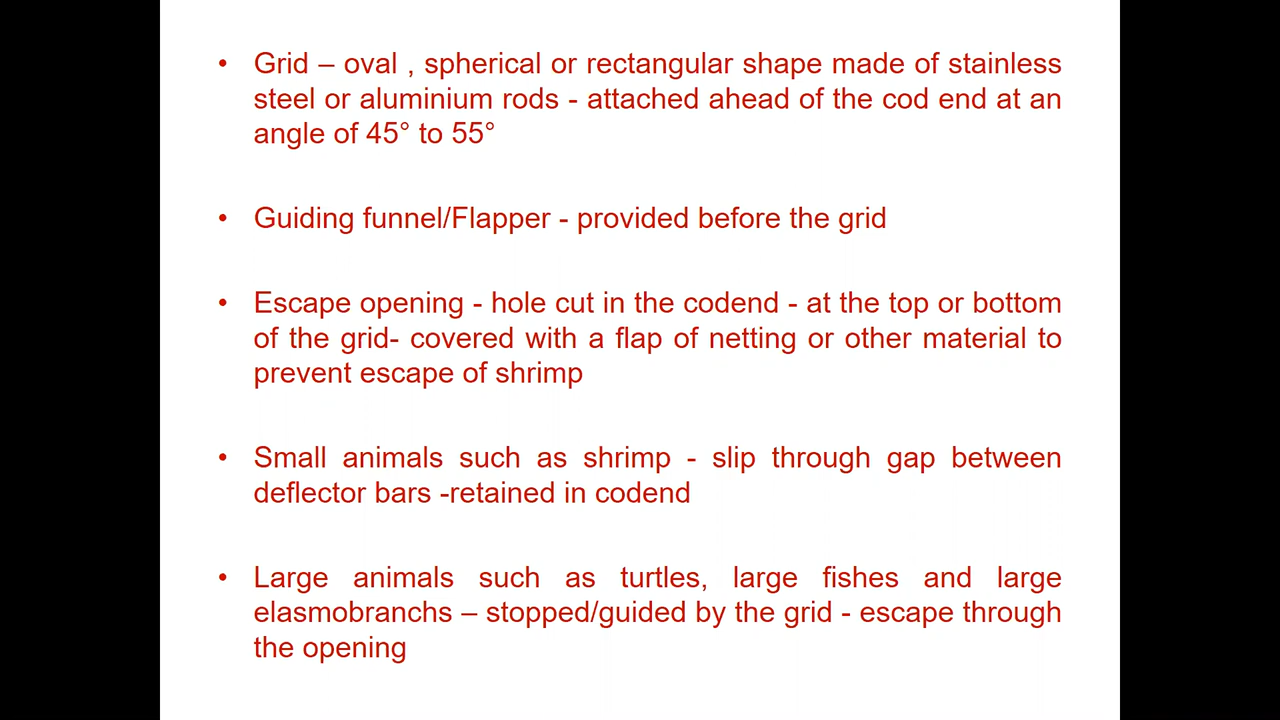 • Grid – oval , spherical or rectangular shape made of stainless
steel or aluminium rods - attached ahead of the cod end at an
angle of 45° to 55°
• Guiding funnel/Flapper - provided before the grid
• Escape opening - hole cut in the codend - at the top or bottom
of the grid- covered with a flap of netting or other material to
prevent escape of shrimp
• Small animals such as shrimp - slip through gap between
deflector bars -retained in codend
• Large animals such as turtles, large fishes and large
elasmobranchs – stopped/guided by the grid - escape through
the opening